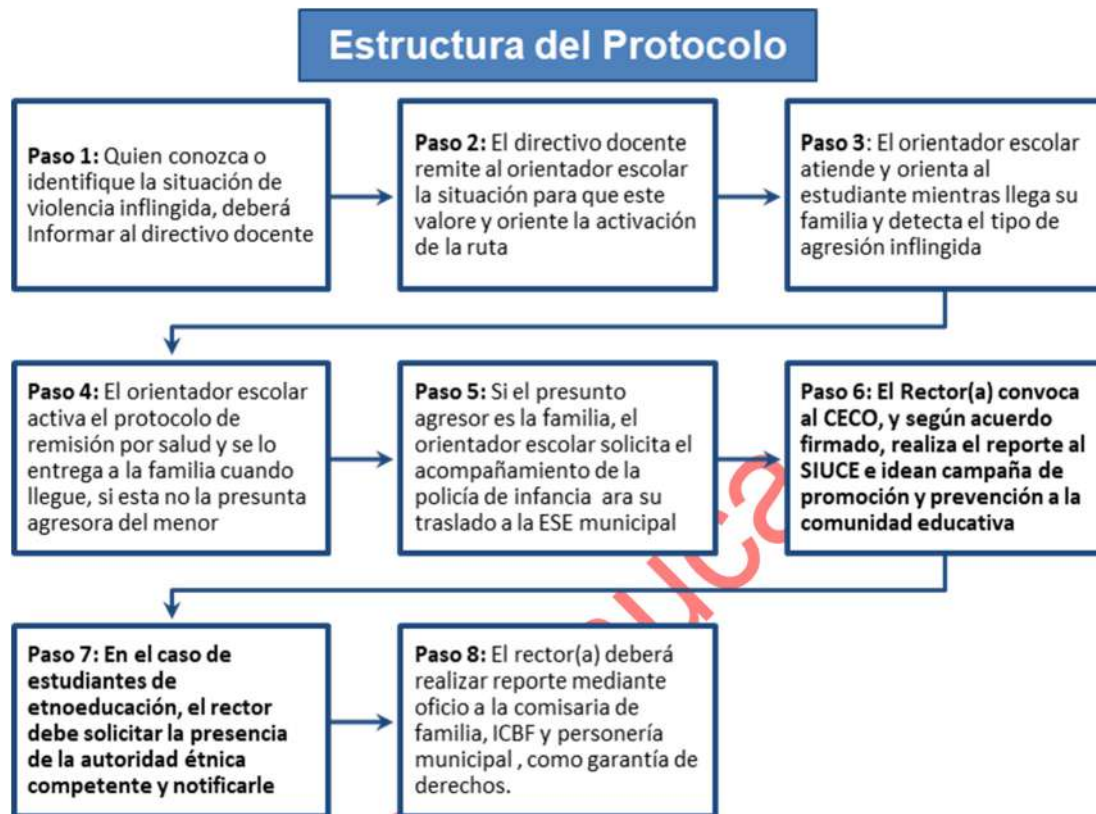 Estructura del Protocolo
Paso 1: Quien conozca o
identifique la situación de
violencia inflingida, deberá
Informar al directivo docente
Paso 2: El directivo docente
remite al orientador escolar
la situación para que este
valore y oriente la activación
de la ruta
Paso 3: El orientador escolar
atiende y orienta al
estudiante mientras llega su
familia y detecta el tipo de
agresión inflingida
Paso 4: El orientador escolar
activa el protocolo de
remisión por salud y se lo
entrega a la familia cuando
llegue, si esta no la presunta
agresora del menor
Paso 5: Si el presunto
agresor es la familia, el
orientador escolar solicita el
acompañamiento de la
policía de infancia ara su
traslado a la ESE municipal
Paso 6: El Rector(a) convoca
al CECO, y según acuerdo
firmado, realiza el reporte al
SIUCE e idean campaña de
promoción y prevención a la
comunidad educativa
Paso 7: En el caso de
estudiantes de
etnoeducación, el rector
debe solicitar la presencia
de la autoridad étnica
competente y notificarle
Paso 8: El rector(a) deberá
realizar reporte mediante
oficio a la comisaria de
familia, ICBF y personería
municipal , como garantía de
derechos.